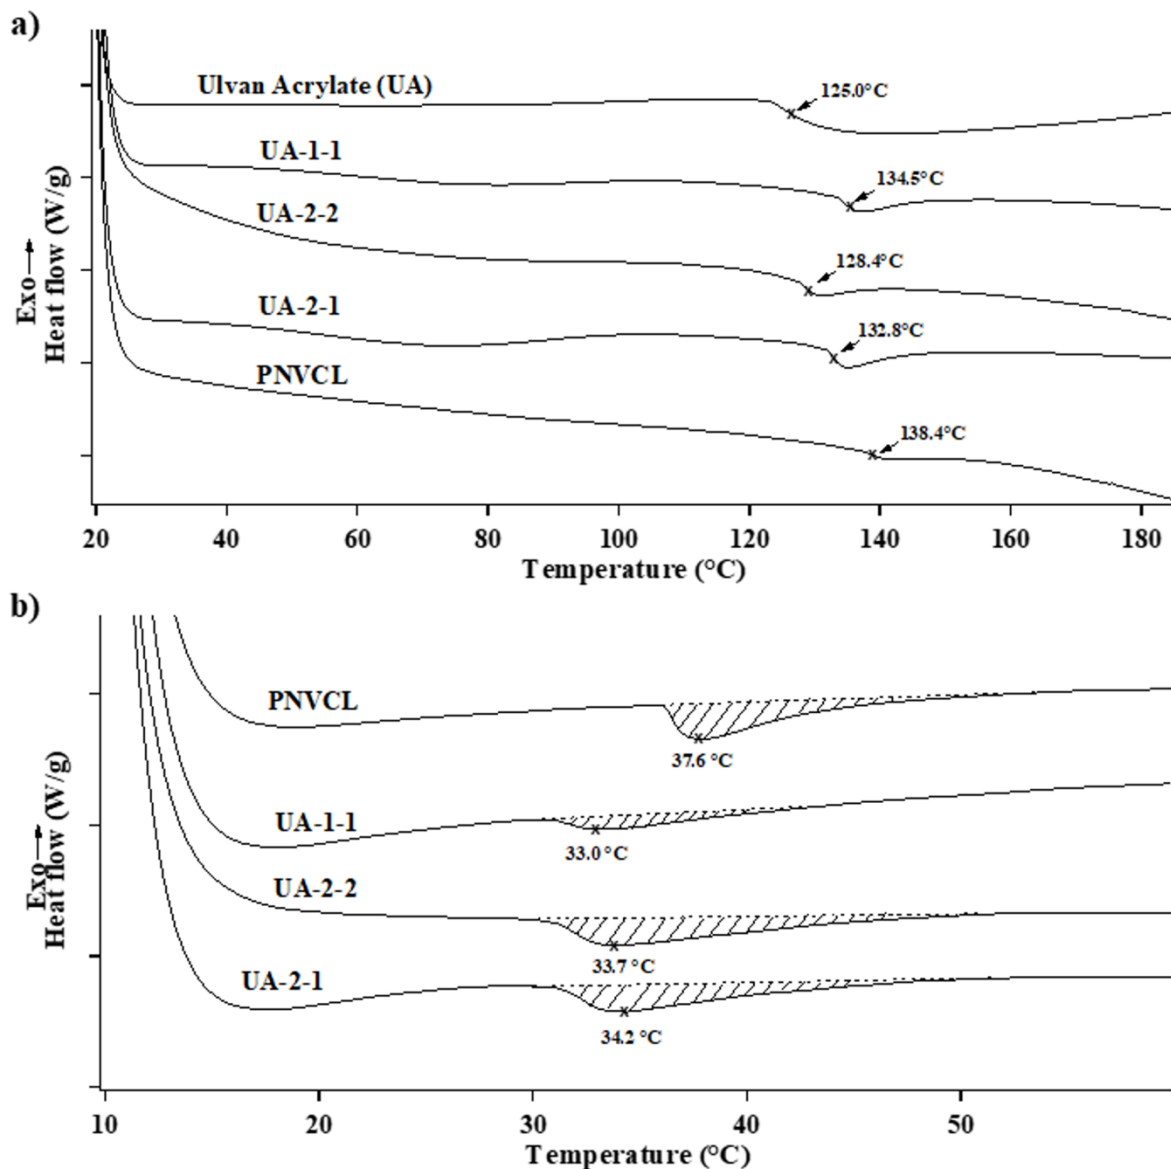 a)
Ulvan Acrylate (UA)
125.0°C
UA-1-1
134.5°C
UA-2-2
128.4°C
UA-2-1
132.8°C
PNVCL
138.4°C
Exo→
Heat flow (W/g)
20 40 60 80 100 120 140 160 180
Temperature (°C)
b)
PNVCL
37.6 °C
UA-1-1
33.0 °C
UA-2-2
33.7 °C
UA-2-1
34.2 °C
Exo→
Heat flow (W/g)
10 20 30 40 50
Temperature (°C)